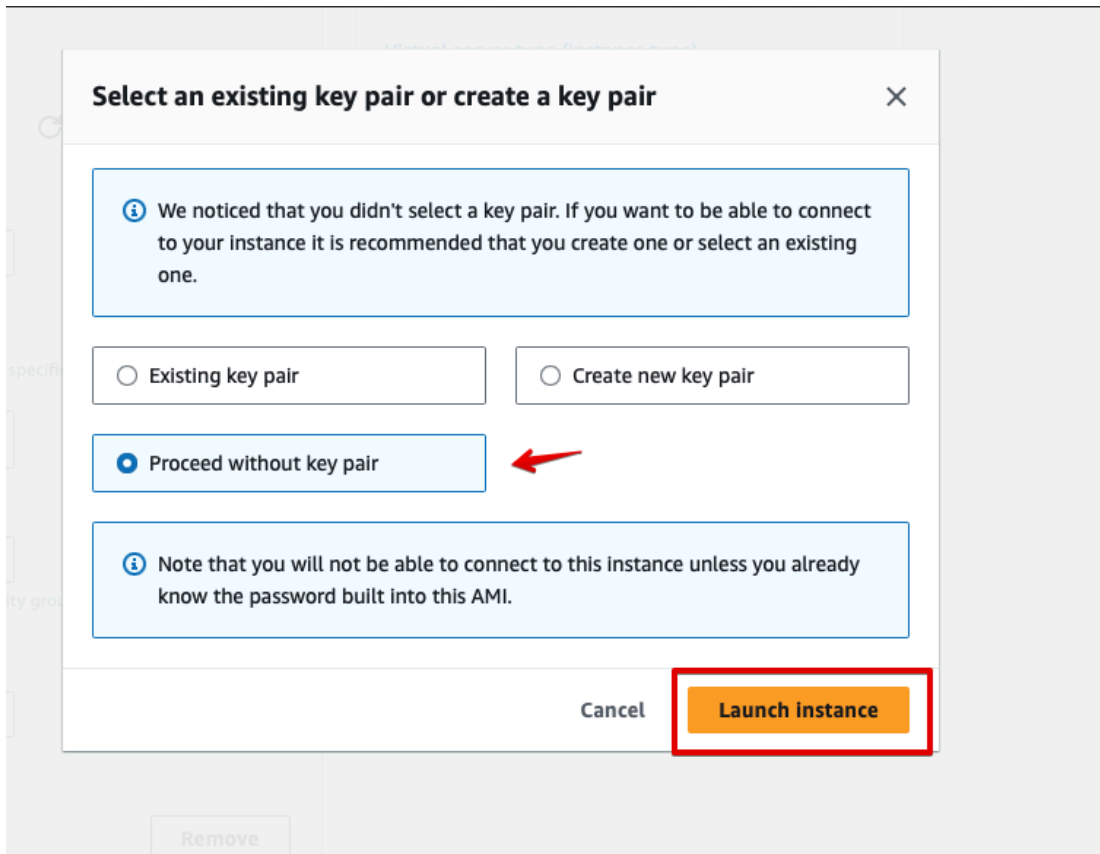 Select an existing key pair or create a key pair
We noticed that you didn't select a key pair. If you want to be able to connect
to your instance it is recommended that you create one or select an existing
one.
Existing key pair
Create new key pair
specific
Proceed without key pair
Note that you will not be able to connect to this instance unless you already
know the password built into this AMI.
ity grou
Cancel
Launch instance
Remove